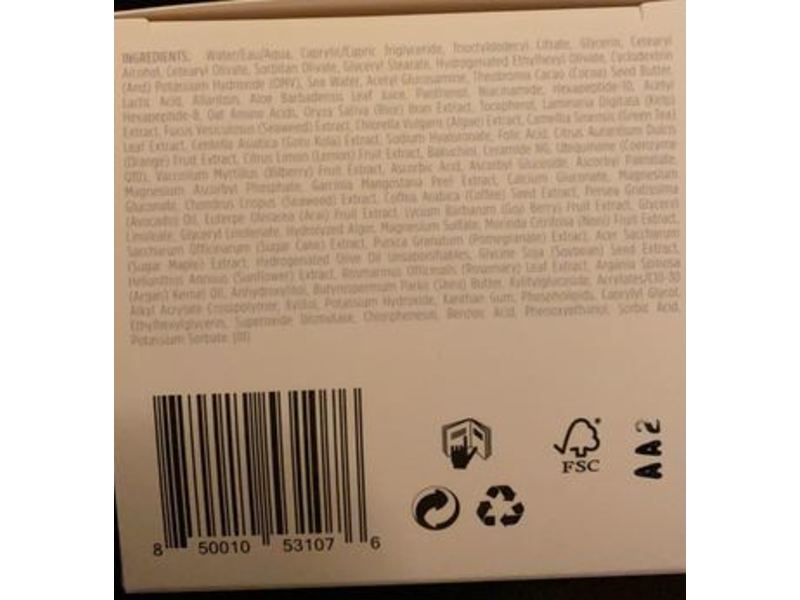 INGREDIENTS: Water/Eau/Aqua, Caprylic/Capric Triglyceride, Trioctyldodecyl Citrate, Glycerin, Cetearyl
Alcohol, Cetearyl Olivate, Sorbitan Olivate, Glyceryl Stearate, Hydrogenated Ethylhexyl Olivate, Cyclodextrin
(And) Potassium Hydroxide (OMV), Sea Water, Acetyl Glucosamine, Theobroma Cacao (Cocoa) Seed Butter,
Lactic Acid, Allantoin, Aloe Barbadensis Leaf Juice, Panthenol, Niacinamide, Hexapeptide-10, Acetyl
Hexapeptide-8, Oat Amino Acids, Oryza Sativa (Rice) Bran Extract, Tocopherol, Laminaria Digitata (Kelp)
Extract, Fucus Vesiculosus (Seaweed) Extract, Chlorella Vulgaris (Algae) Extract, Camellia Sinensis (Green Tea)
Leaf Extract, Centella Asiatica (Gotu Kola) Extract, Sodium Hyaluronate, Folic Acid, Citrus Aurantium Dulcis
(Orange) Fruit Extract, Citrus Limon (Lemon) Fruit Extract, Bakuchiol, Ceramide NG, Ubiquinone (Coenzyme
Q10), Vaccinium Myrtillus (Bilberry) Fruit Extract, Ascorbic Acid, Ascorbyl Glucoside, Ascorbyl Palmitate,
Magnesium Ascorbyl Phosphate, Garcinia Mangostana Peel Extract, Calcium Gluconate, Magnesium
Gluconate, Chondrus Crispus (Seaweed) Extract, Coffea Arabica (Coffee) Seed Extract, Persea Gratissima
(Avocado) Oil, Euterpe Oleracea (Acai) Fruit Extract, Lycium Barbarum (Goji Berry) Fruit Extract, Glyceryl
Linoleate, Glyceryl Linolenate, Hydrolyzed Algin, Magnesium Sulfate, Morinda Citrifolia (Noni) Fruit Extract,
Saccharum Officinarum (Sugar Cane) Extract, Punica Granatum (Pomegranate) Extract, Acer Saccharum
(Sugar Maple) Extract, Hydrogenated Olive Oil Unsaponifiables, Glycine Soja (Soybean) Seed Extract,
Helianthus Annuus (Sunflower) Extract, Rosmarinus Officinalis (Rosemary) Leaf Extract, Argania Spinosa
(Argan) Kernel Oil, Anhydroxylitol, Butyrospermum Parkii (Shea) Butter, Xylitylglucoside, Acrylates/C10-30
Alkyl Acrylate Crosspolymer, Xylitol, Potassium Hydroxide, Xanthan Gum, Phospholipids, Caprylyl Glycol,
Ethylhexylglycerin, Superoxide Dismutase, Chlorphenesin, Benzoic Acid, Phenoxyethanol, Sorbic Acid,
Potassium Sorbate
FSC
AA2
8 50010 53107 6